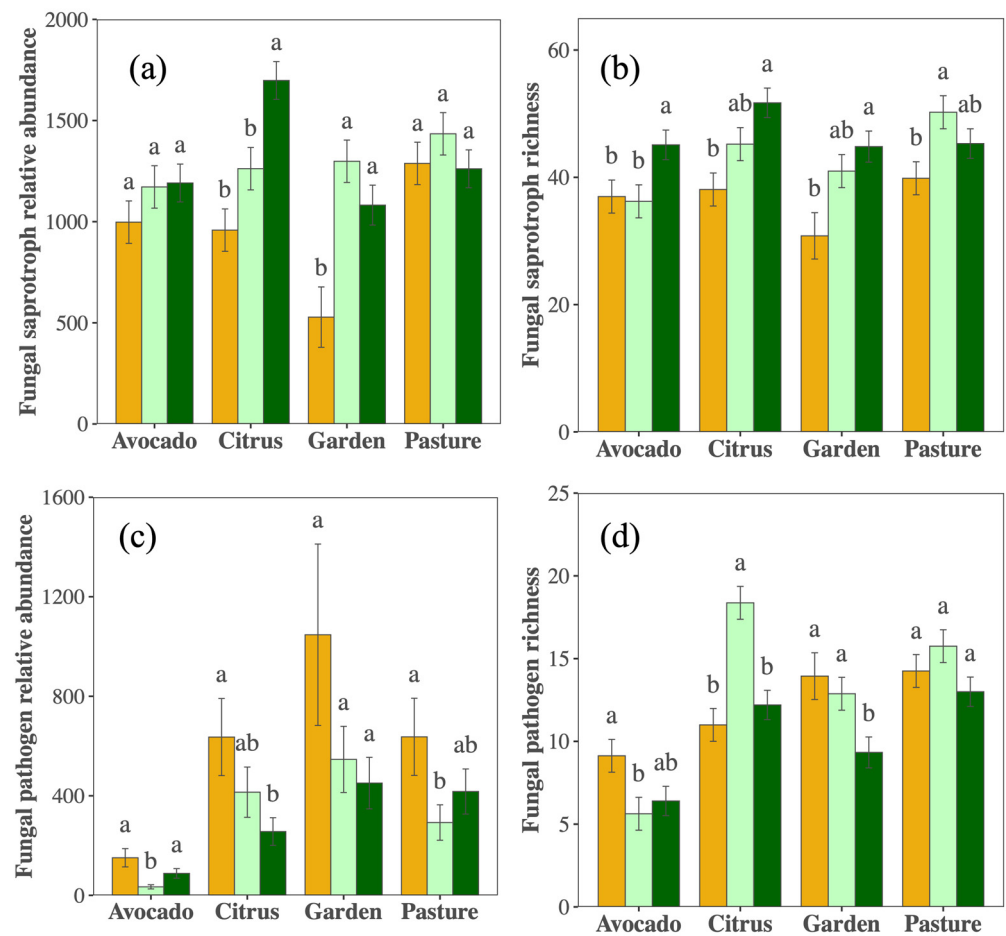 Fungal saprotroph relative abundance
2000
1500
1000
500
0
(a)
a
a
a
b
b
a
b
a
a
a
a
a
Avocado Citrus Garden Pasture
Fungal saprotroph richness
60
40
20
0
(b)
b
b
a
b
ab
a
b
ab
a
b
a
ab
Avocado Citrus Garden Pasture
Fungal pathogen relative abundance
1600
1200
800
400
0
(c)
a
b
a
a
ab
b
a
a
a
a
b
ab
Avocado Citrus Garden Pasture
Fungal pathogen richness
25
20
15
10
5
0
(d)
a
b
ab
b
a
b
a
a
b
a
a
a
Avocado Citrus Garden Pasture